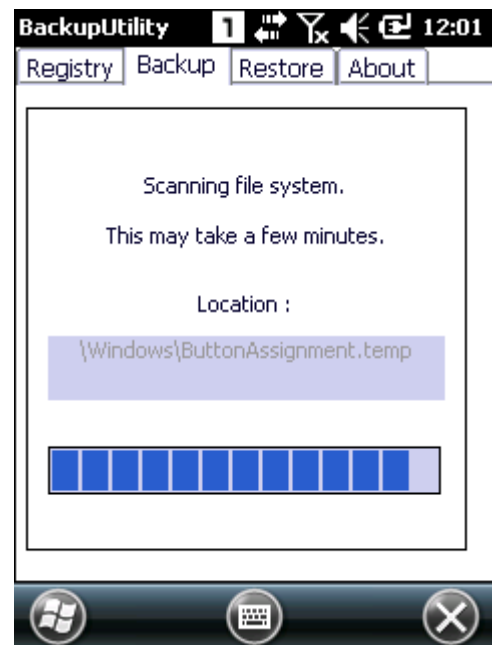 BackupUtility 1 12:01
Registry Backup Restore About
Scanning file system.
This may take a few minutes.
Location :
\Windows\ButtonAssignment.temp